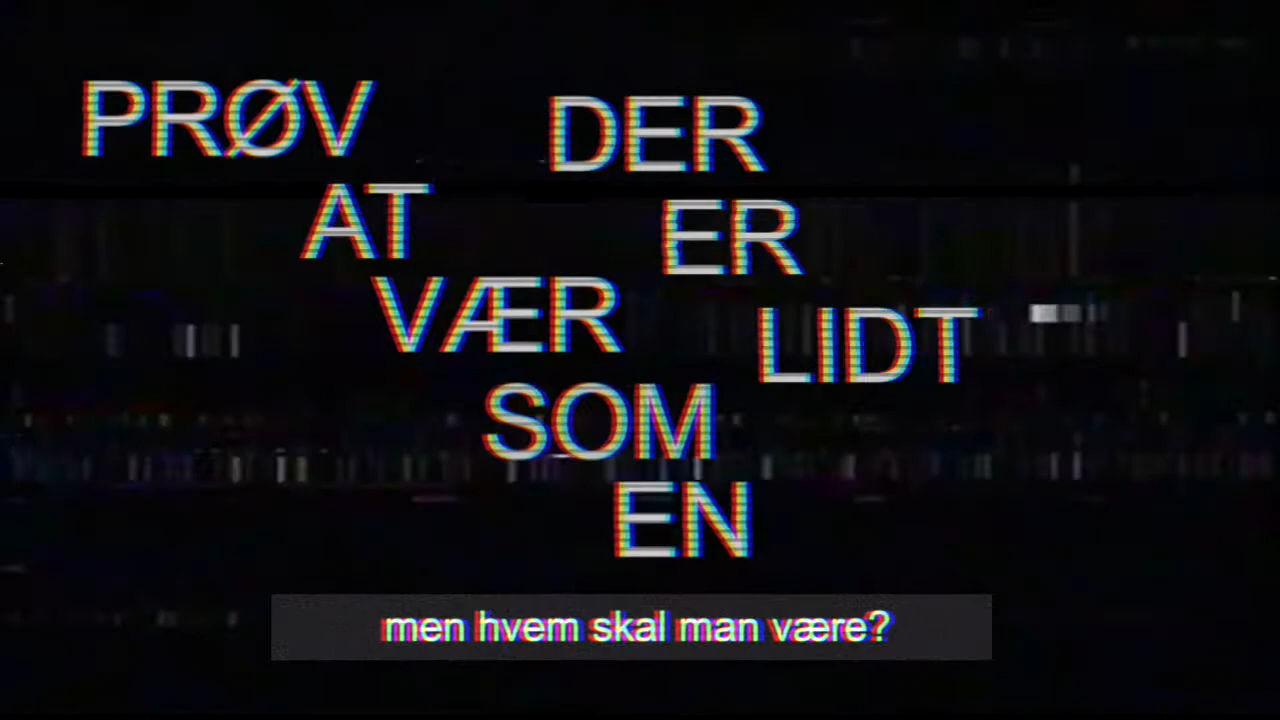 PRØV
AT
VÆR
SOM
EN
DER
ER
LIDT
men hvem skal man være?